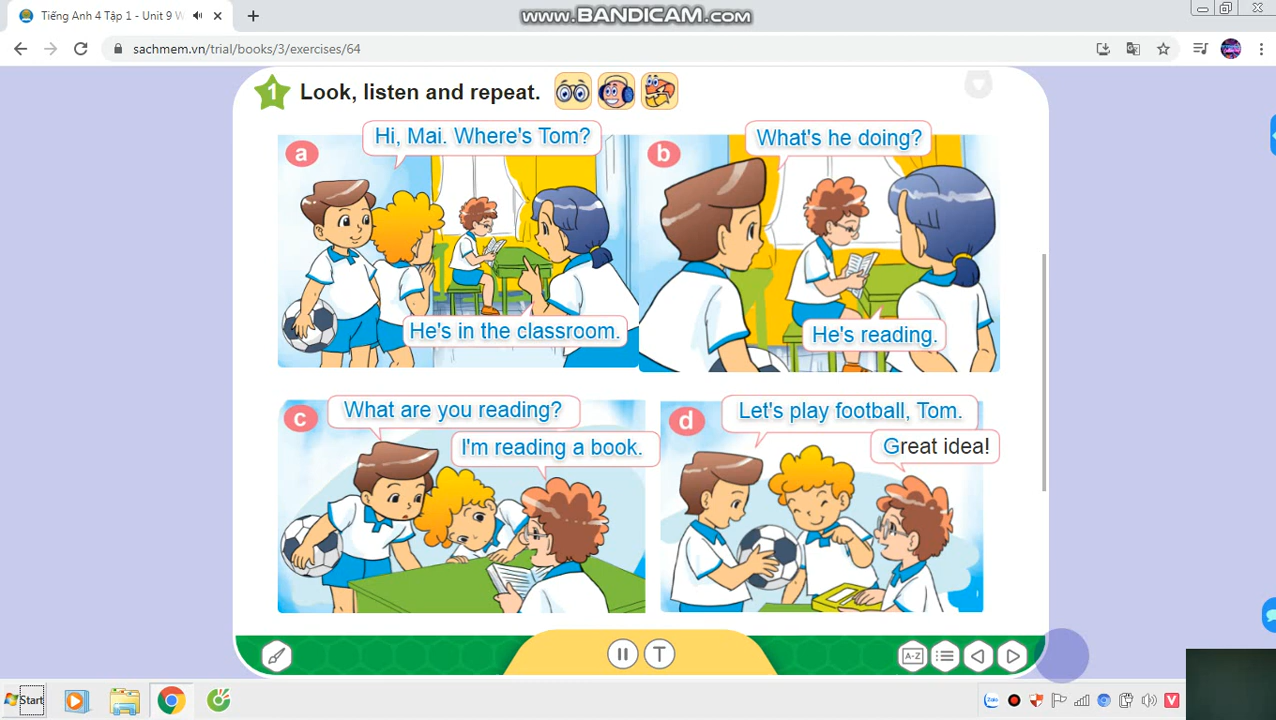 www.BANDICAM.com
Tiếng Anh 4 Tập 1 - Unit 9 W
sachmem.vn/trial/books/3/exercises/64
1 Look, listen and repeat.
a
Hi, Mai. Where's Tom?
He's in the classroom.
b
What's he doing?
He's reading.
c
What are you reading?
I'm reading a book.
d
Let's play football, Tom.
Great idea!
T
A-Z
Start
Zalo
V